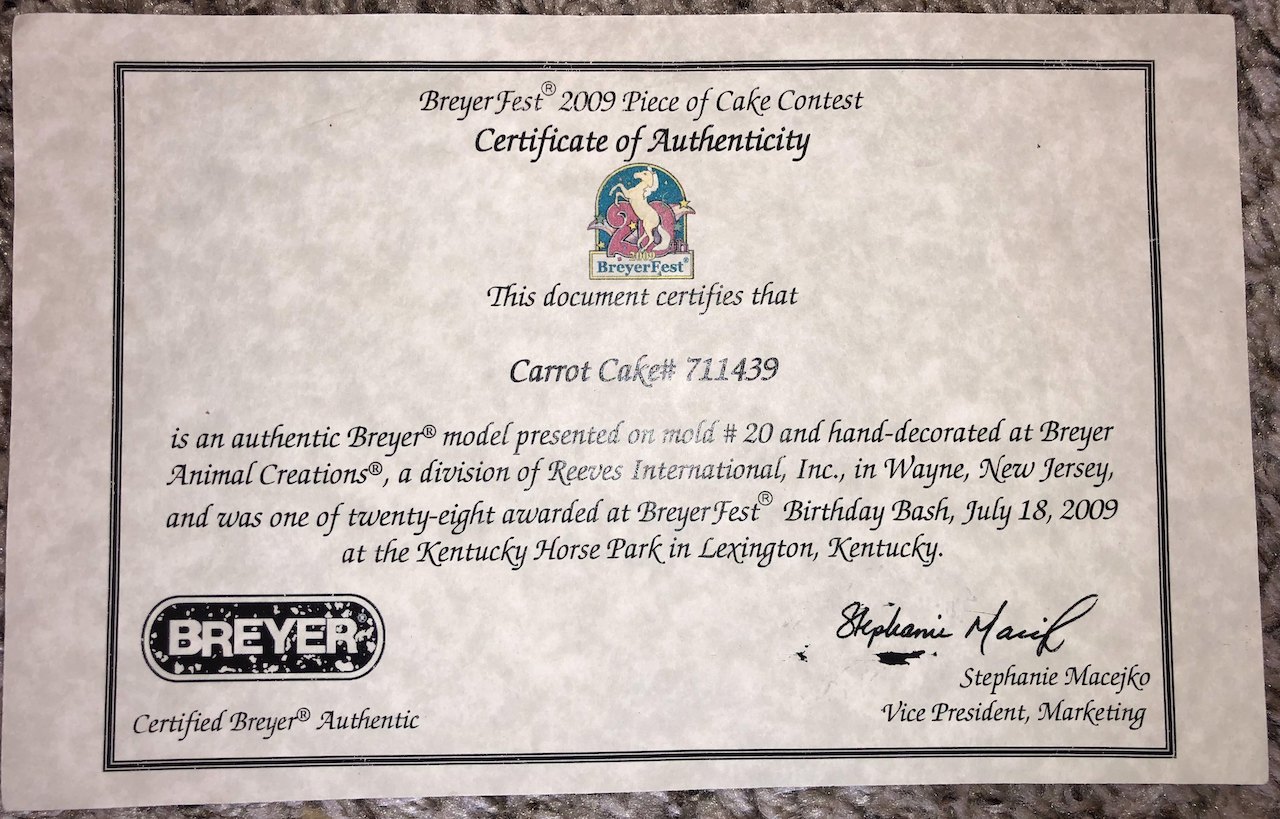 BreyerFest® 2009 Piece of Cake Contest
Certificate of Authenticity
20th
2009
BreyerFest®
This document certifies that
Carrot Cake# 711439
is an authentic Breyer® model presented on mold # 20 and hand-decorated at Breyer
Animal Creations®, a division of Reeves International, Inc., in Wayne, New Jersey,
and was one of twenty-eight awarded at BreyerFest® Birthday Bash, July 18, 2009
at the Kentucky Horse Park in Lexington, Kentucky.
BREYER®
Certified Breyer® Authentic
Stephanie Macejko
Vice President, Marketing